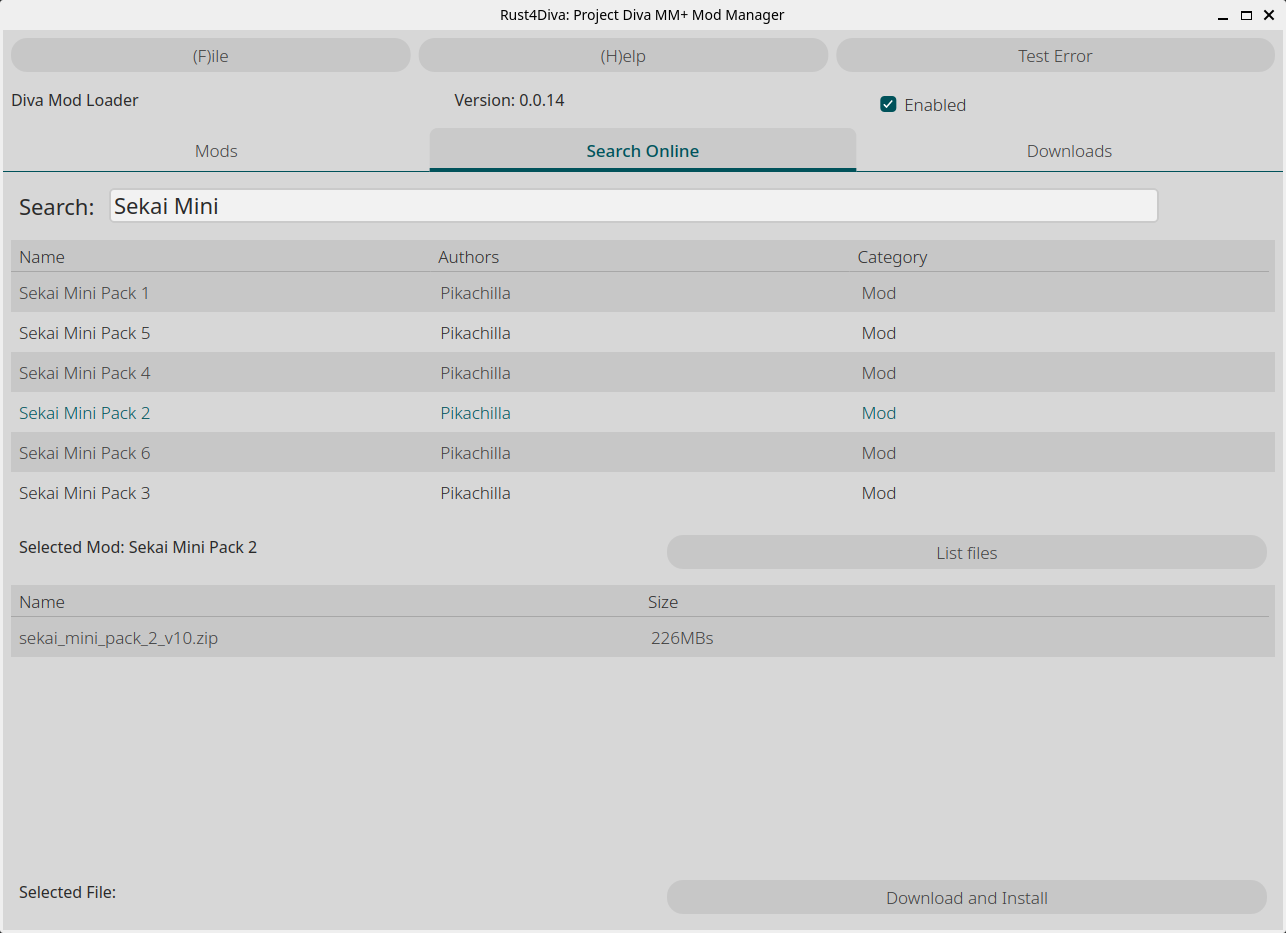 Rust4Diva: Project Diva MM+ Mod Manager
(F)ile (H)elp Test Error
Diva Mod Loader Version: 0.0.14 Enabled
Mods Search Online Downloads
Search: Sekai Mini
Name Authors Category
Sekai Mini Pack 1 Pikachilla Mod
Sekai Mini Pack 5 Pikachilla Mod
Sekai Mini Pack 4 Pikachilla Mod
Sekai Mini Pack 2 Pikachilla Mod
Sekai Mini Pack 6 Pikachilla Mod
Sekai Mini Pack 3 Pikachilla Mod
Selected Mod: Sekai Mini Pack 2 List files
Name Size
sekai_mini_pack_2_v10.zip 226MBs
Selected File: Download and Install